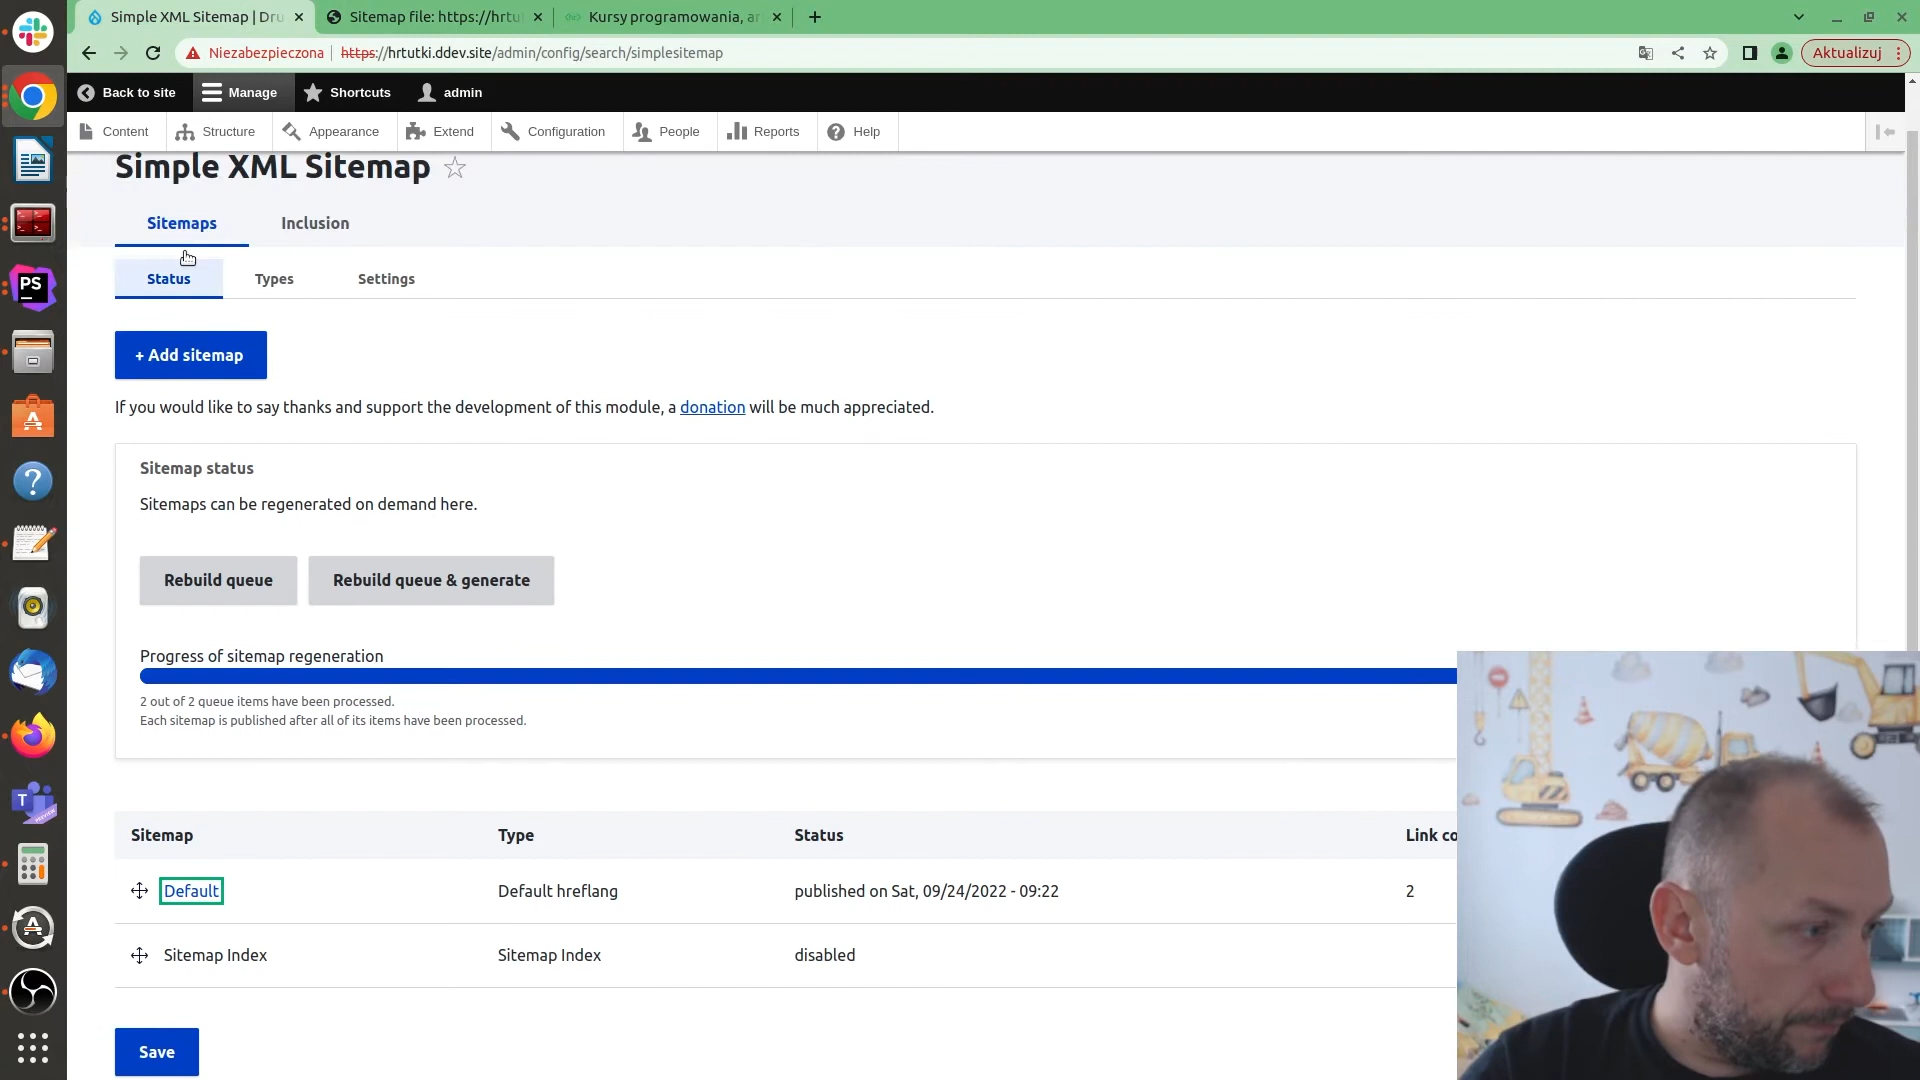 Simple XML Sitemap | Dru
Sitemap file: https://hrtu
Kursy programowania, ar
Niezabezpieczona
https://hrtutki.ddev.site/admin/config/search/simplesitemap
Aktualizuj
Back to site
Manage
Shortcuts
admin
Content
Structure
Appearance
Extend
Configuration
People
Reports
Help
Simple XML Sitemap
Sitemaps
Inclusion
Status
Types
Settings
+ Add sitemap
If you would like to say thanks and support the development of this module, a donation will be much appreciated.
Sitemap status
Sitemaps can be regenerated on demand here.
Rebuild queue
Rebuild queue & generate
Progress of sitemap regeneration
2 out of 2 queue items have been processed.
Each sitemap is published after all of its items have been processed.
Sitemap Type Status Link co
Default Default hreflang published on Sat, 09/24/2022 - 09:22 2
Sitemap Index Sitemap Index disabled
Save
PS